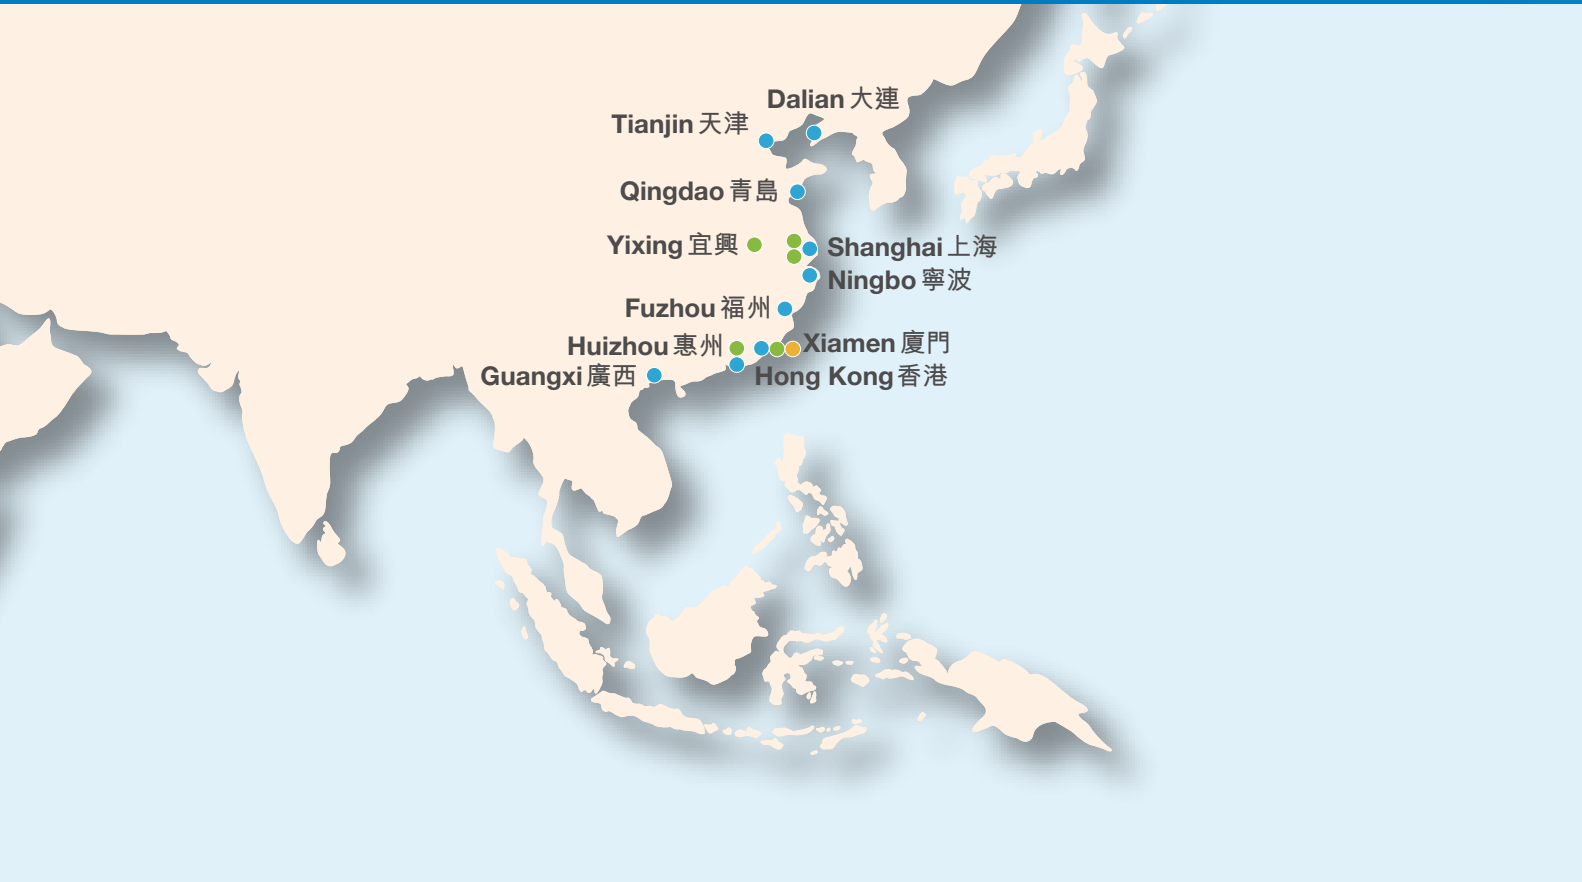 Dalian 大連
Tianjin 天津
Qingdao 青島
Yixing 宜興
Shanghai 上海
Ningbo 寧波
Fuzhou 福州
Huizhou 惠州
Xiamen 廈門
Guangxi 廣西
Hong Kong 香港